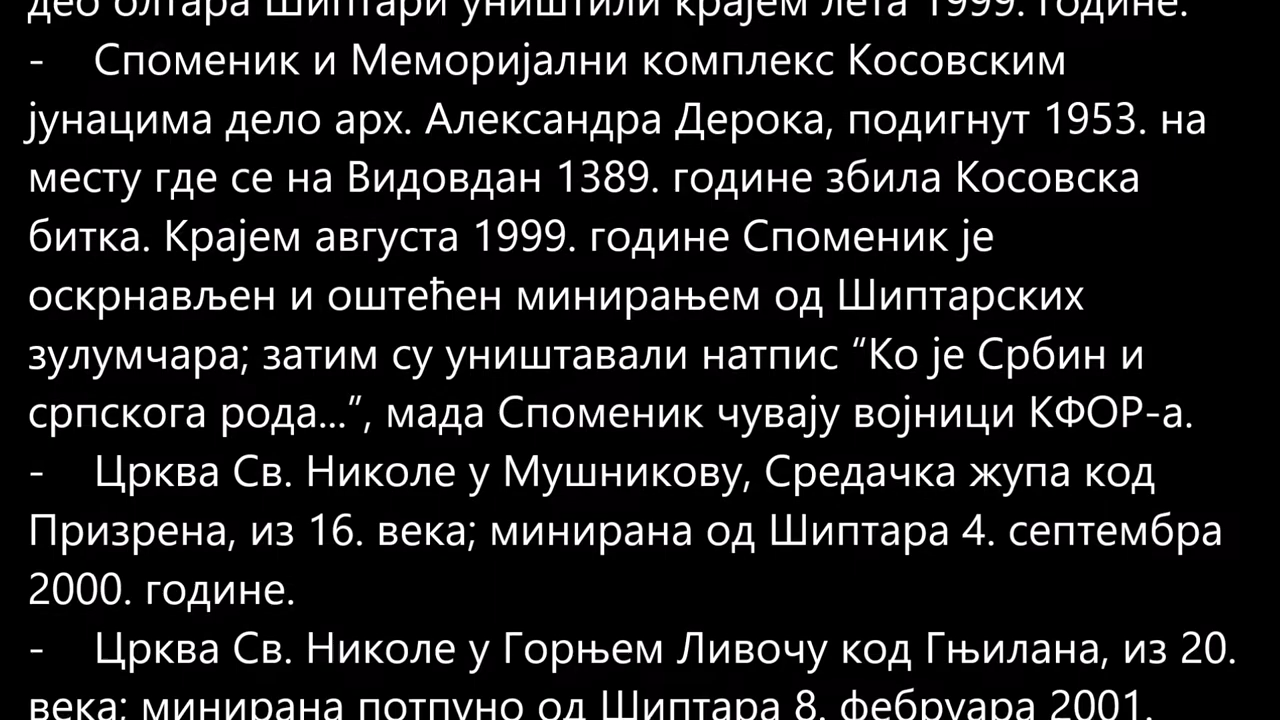 део олтара Шиптари уништили крајем лета 1999. године.
- Споменик и Меморијални комплекс Косовским
јунацима дело арх. Александра Дерока, подигнут 1953. на
месту где се на Видовдан 1389. године збила Косовска
битка. Крајем августа 1999. године Споменик је
оскрнављен и оштећен минирањем од Шиптарских
зулумчара; затим су уништавали натпис “Ко је Србин и
српскога рода...”, мада Споменик чувају војници КФОР-а.
- Црква Св. Николе у Мушникову, Средачка жупа код
Призрена, из 16. века; минирана од Шиптара 4. септембра
2000. године.
- Црква Св. Николе у Горњем Ливочу код Гњилана, из 20.
века; минирана потпуно од Шиптара 8. фебруара 2001.